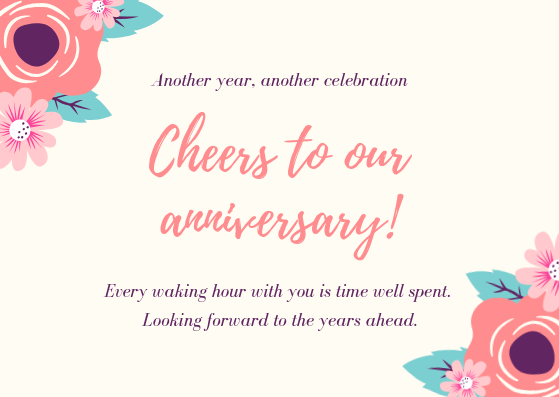 Another year, another celebration
Cheers to our
anniversary!
Every waking hour with you is time well spent.
Looking forward to the years ahead.